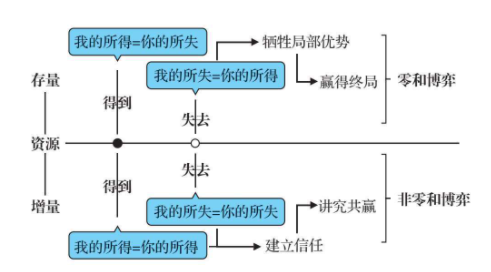 我的所得=你的所失
牺牲局部优势
我的所失=你的所得
赢得终局
零和博弈
存量
得到
失去
资源
失去
得到
增量
我的所失=你的所失
讲究共赢
非零和博弈
我的所得=你的所得
建立信任